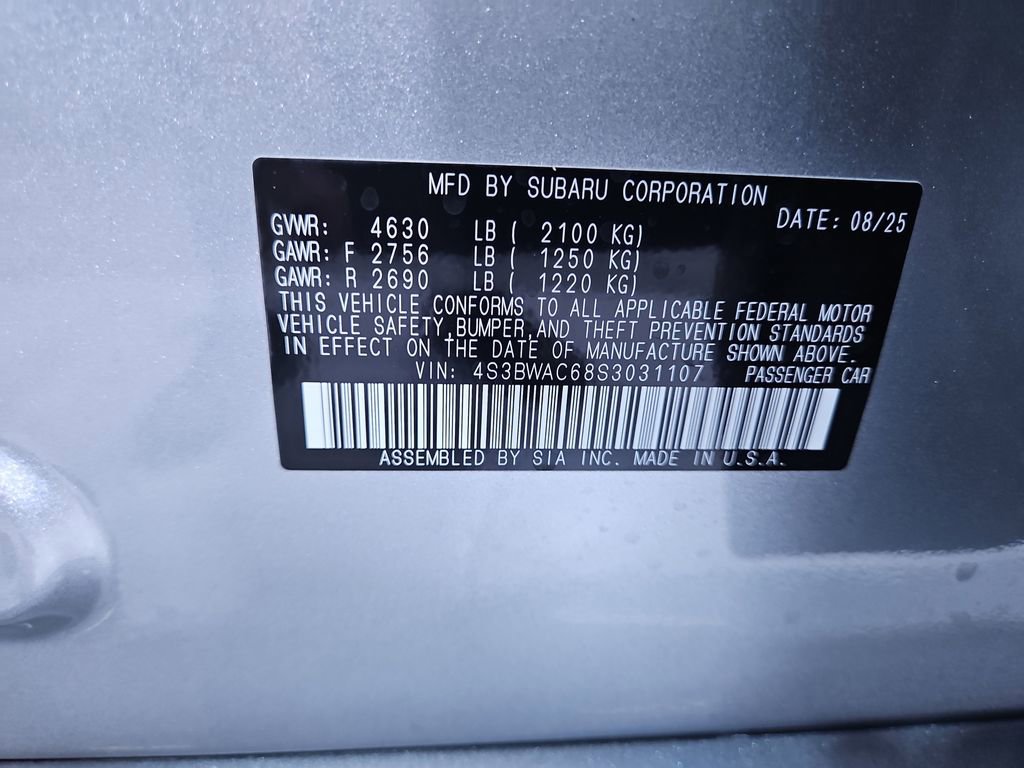 MFD BY SUBARU CORPORATION
DATE: 08/25
GVWR: 4630 LB ( 2100 KG)
GAWR: F 2756 LB ( 1250 KG)
GAWR: R 2690 LB ( 1220 KG)
THIS VEHICLE CONFORMS TO ALL APPLICABLE FEDERAL MOTOR
VEHICLE SAFETY,BUMPER,AND THEFT PREVENTION STANDARDS
IN EFFECT ON THE DATE OF MANUFACTURE SHOWN ABOVE.
VIN: 4S3BWAC68S3031107 PASSENGER CAR
ASSEMBLED BY SIA INC. MADE IN U.S.A.